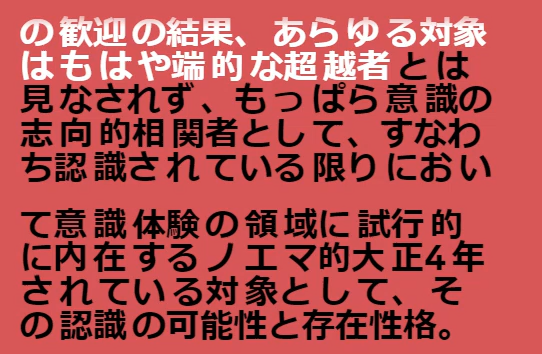 の歓迎の結果、あらゆる対象
はもはや端的な超越者とは
見なされず、もっぱら意識の
志向的相関者として、すなわ
ち認識されている限りにおい
て意識体験の領域に試行的
に内在するノエマ的大正4年
されている対象として、そ
の認識の可能性と存在性格。